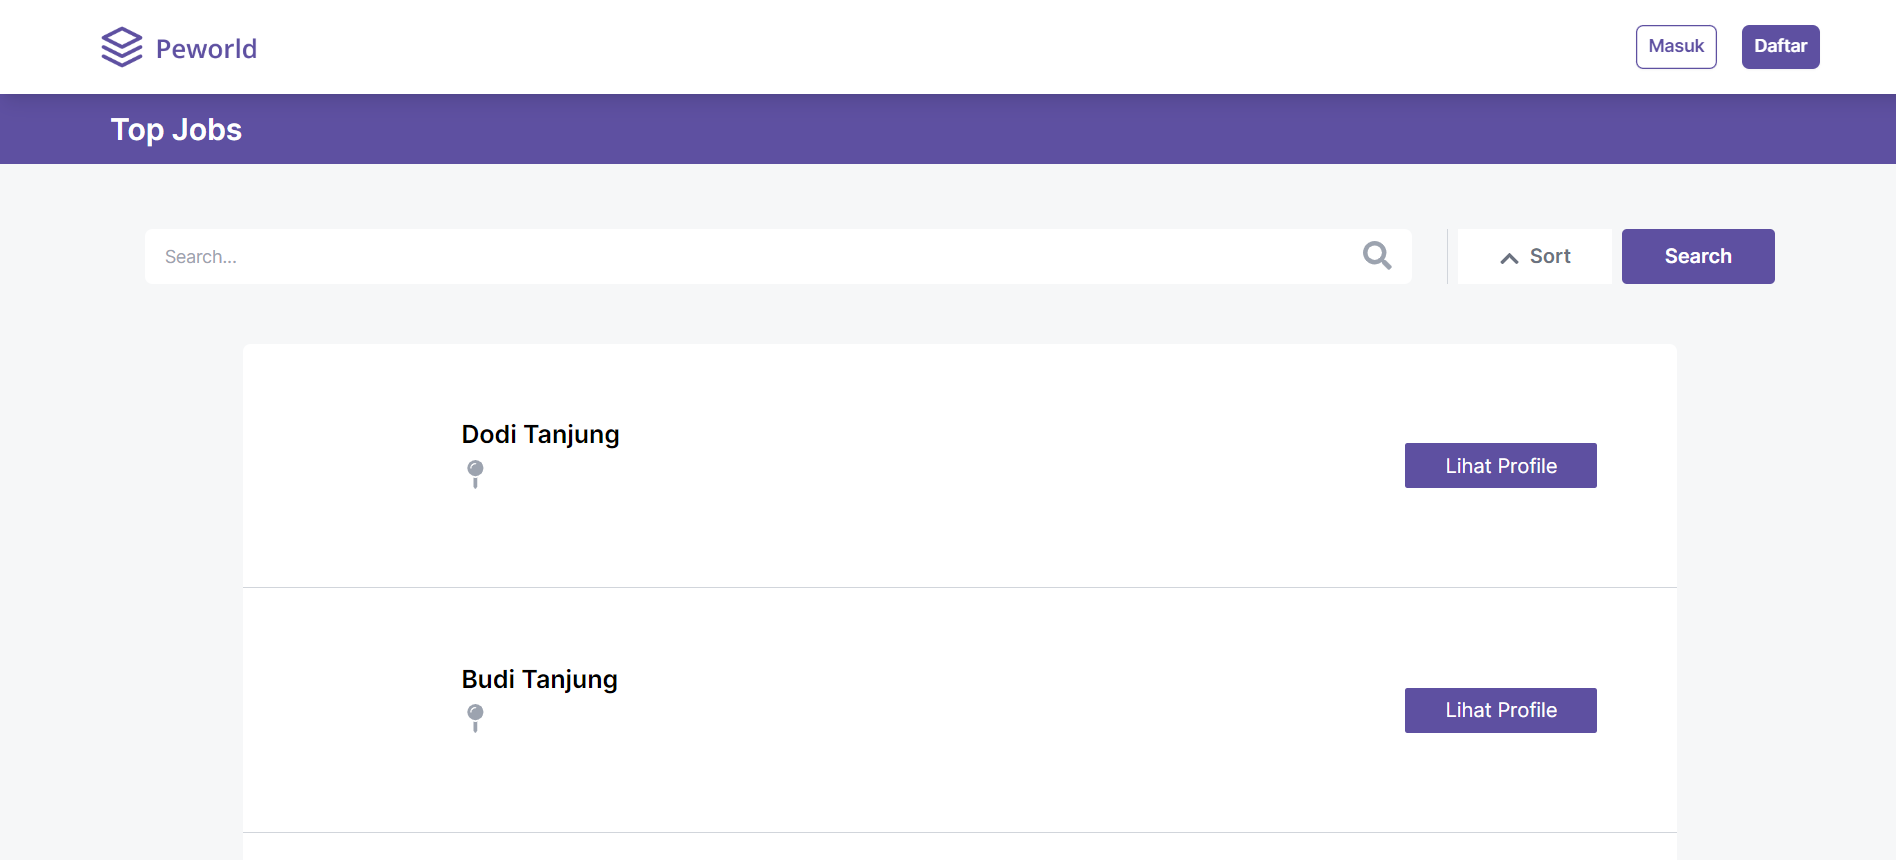 Peworld
Masuk
Daftar
Top Jobs
Search...
Sort
Search
Dodi Tanjung
Lihat Profile
Budi Tanjung
Lihat Profile